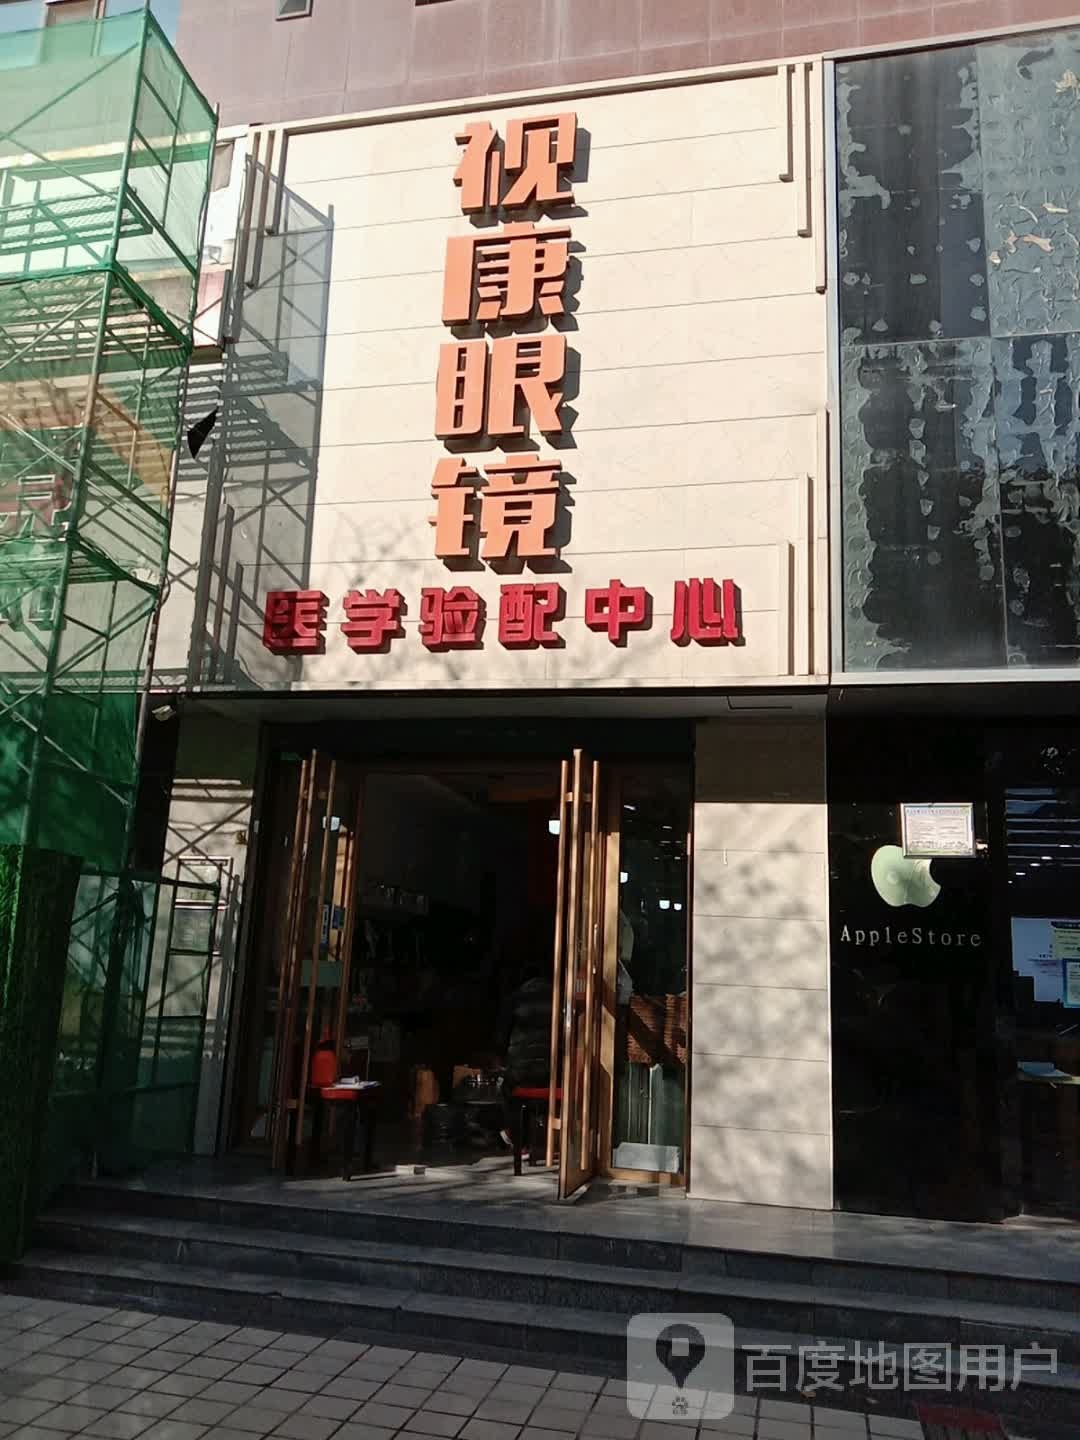 视康眼镜
医学验配中心
AppleStore
百度地图用户